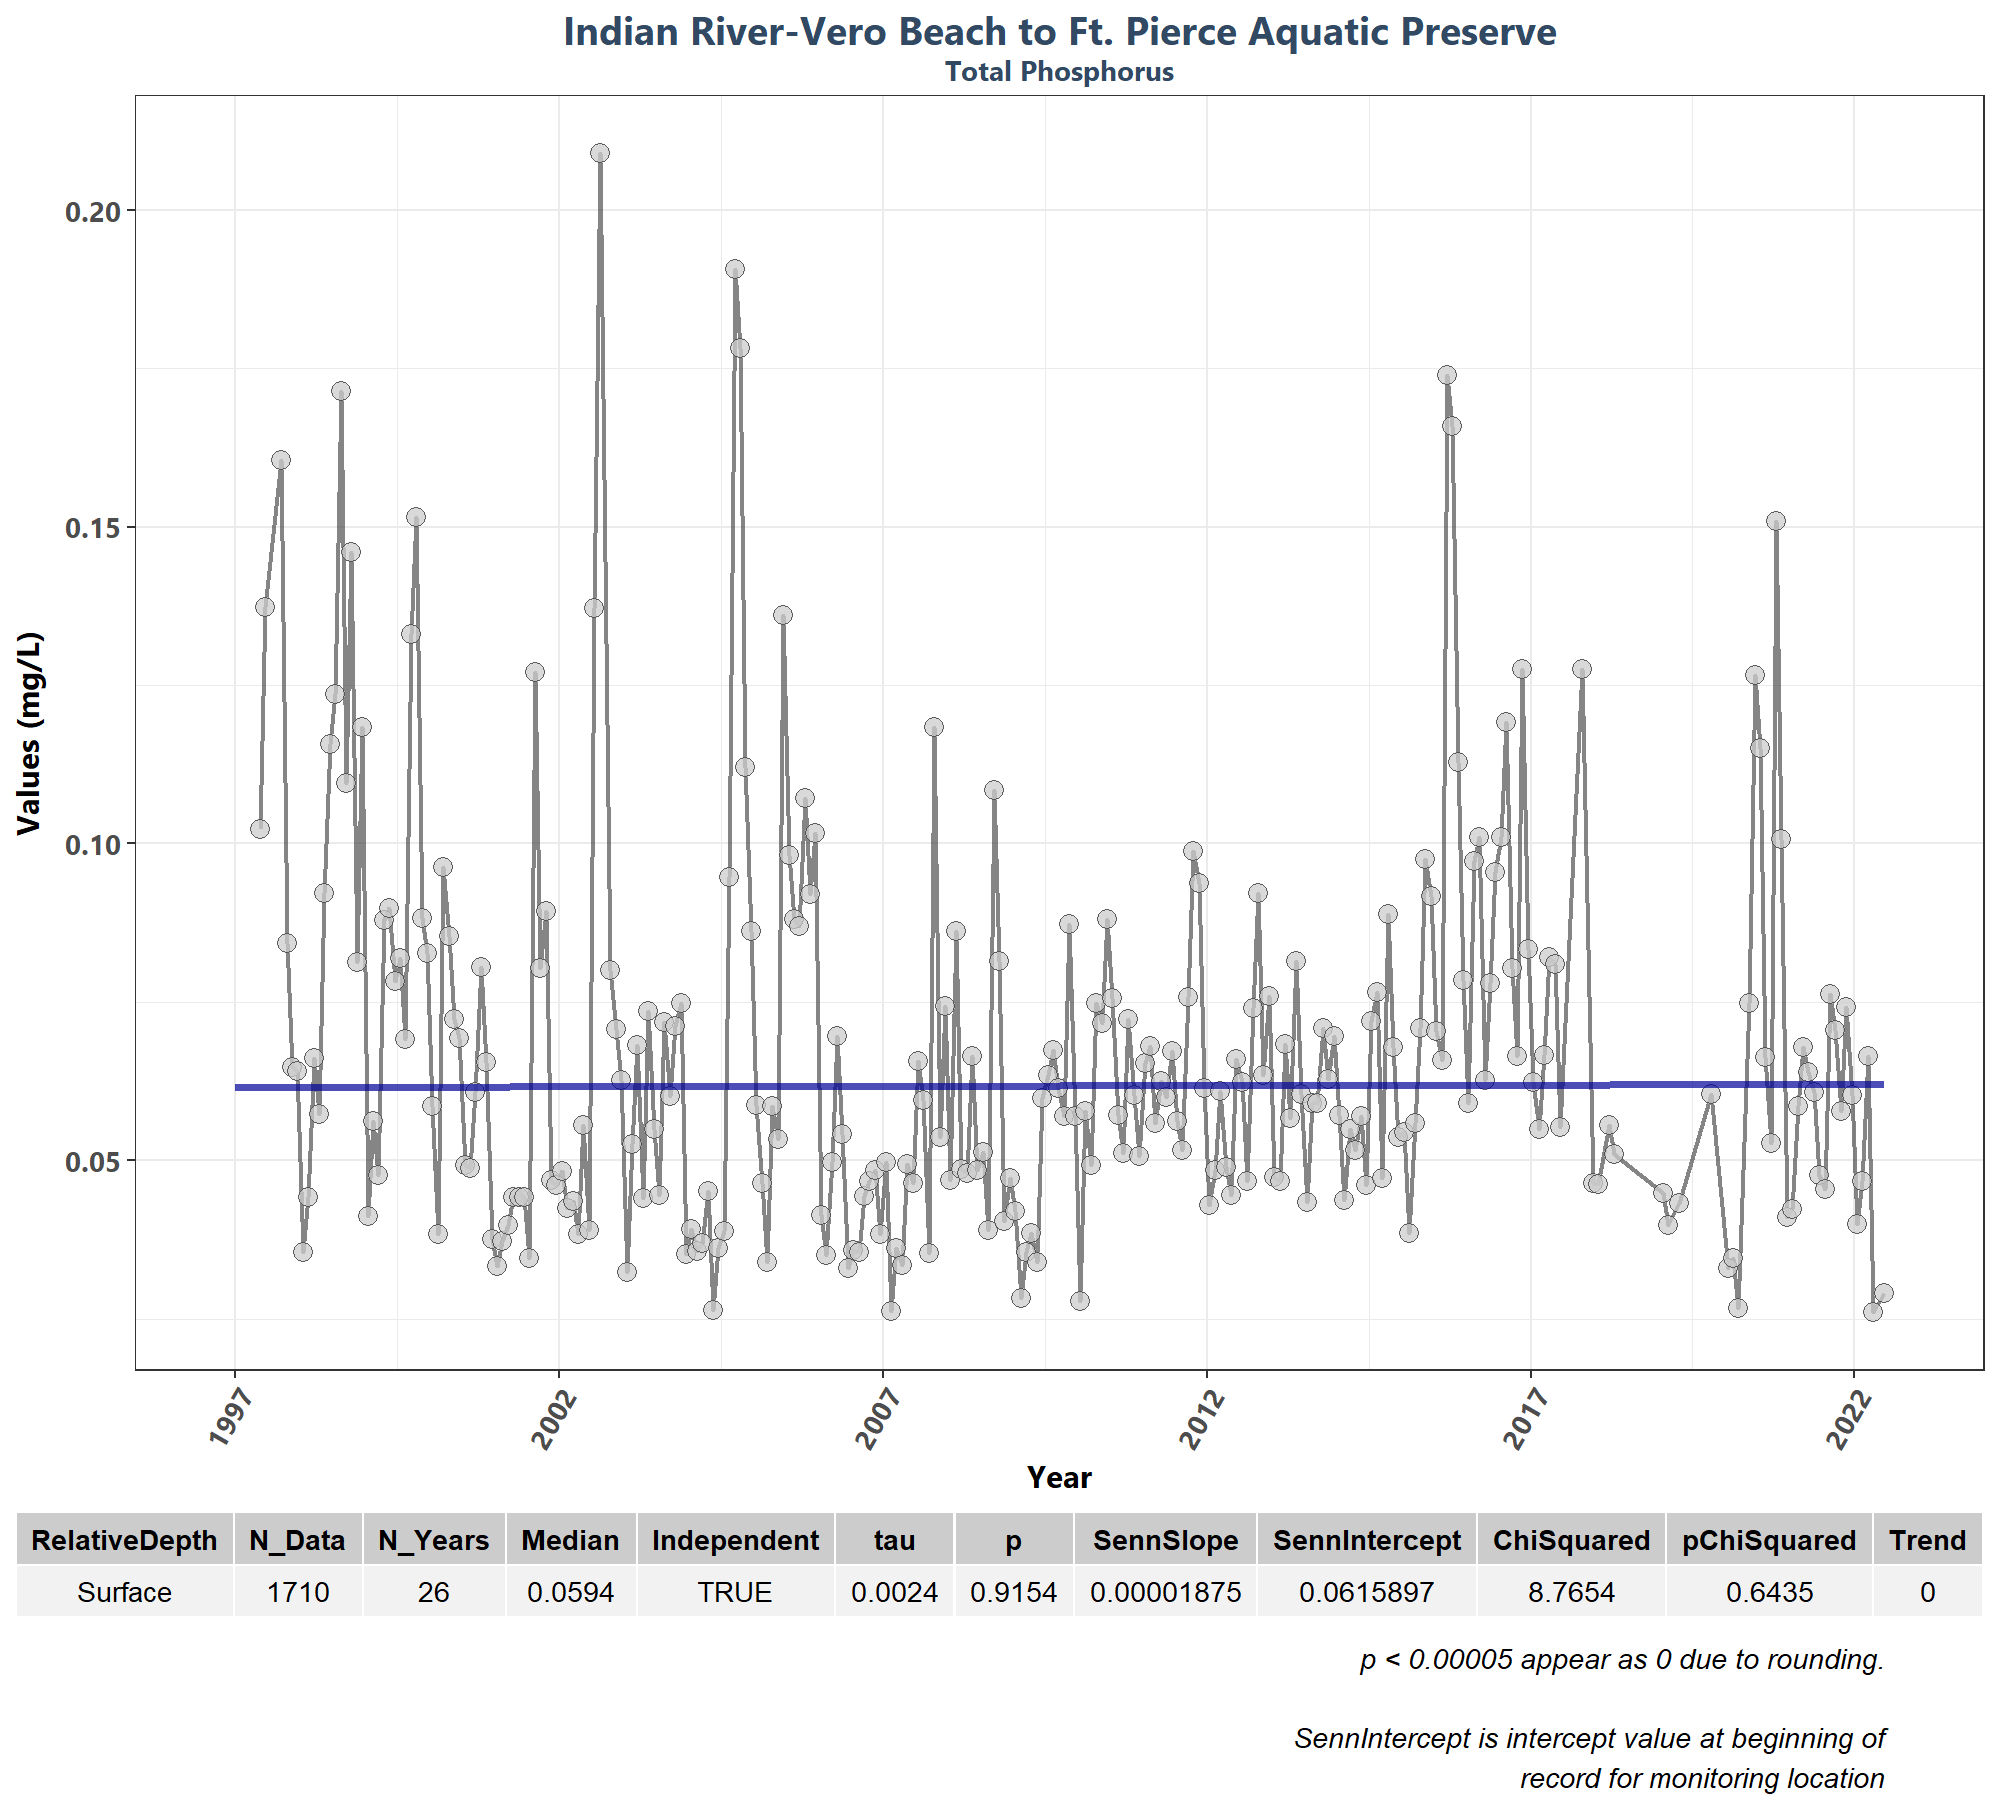 Indian River-Vero Beach to Ft. Pierce Aquatic Preserve
Total Phosphorus
Values (mg/L)
0.20
0.15
0.10
0.05
1997 2002 2007 2012 2017 2022
Year
RelativeDepth N_Data N_Years Median Independent tau p SennSlope SennIntercept ChiSquared pChiSquared Trend
Surface 1710 26 0.0594 TRUE 0.0024 0.9154 0.00001875 0.0615897 8.7654 0.6435 0
p < 0.00005 appear as 0 due to rounding.
SennIntercept is intercept value at beginning of
record for monitoring location